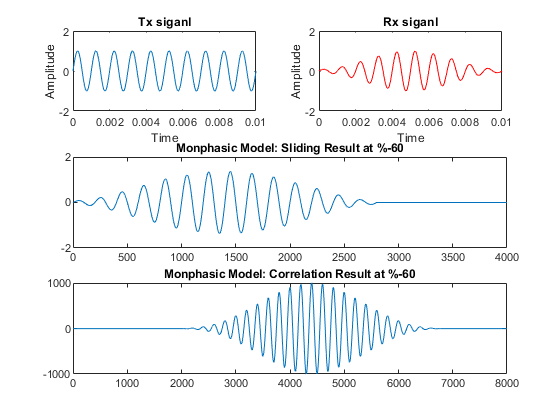 Tx siganl
Rx siganl
Amplitude
2
0
-2
0 0.002 0.004 0.006 0.008 0.01
Time
Amplitude
2
0
-2
0 0.002 0.004 0.006 0.008 0.01
Time
Monphasic Model: Sliding Result at %-60
2
0
-2
0 500 1000 1500 2000 2500 3000 3500 4000
Monphasic Model: Correlation Result at %-60
1000
0
-1000
0 1000 2000 3000 4000 5000 6000 7000 8000